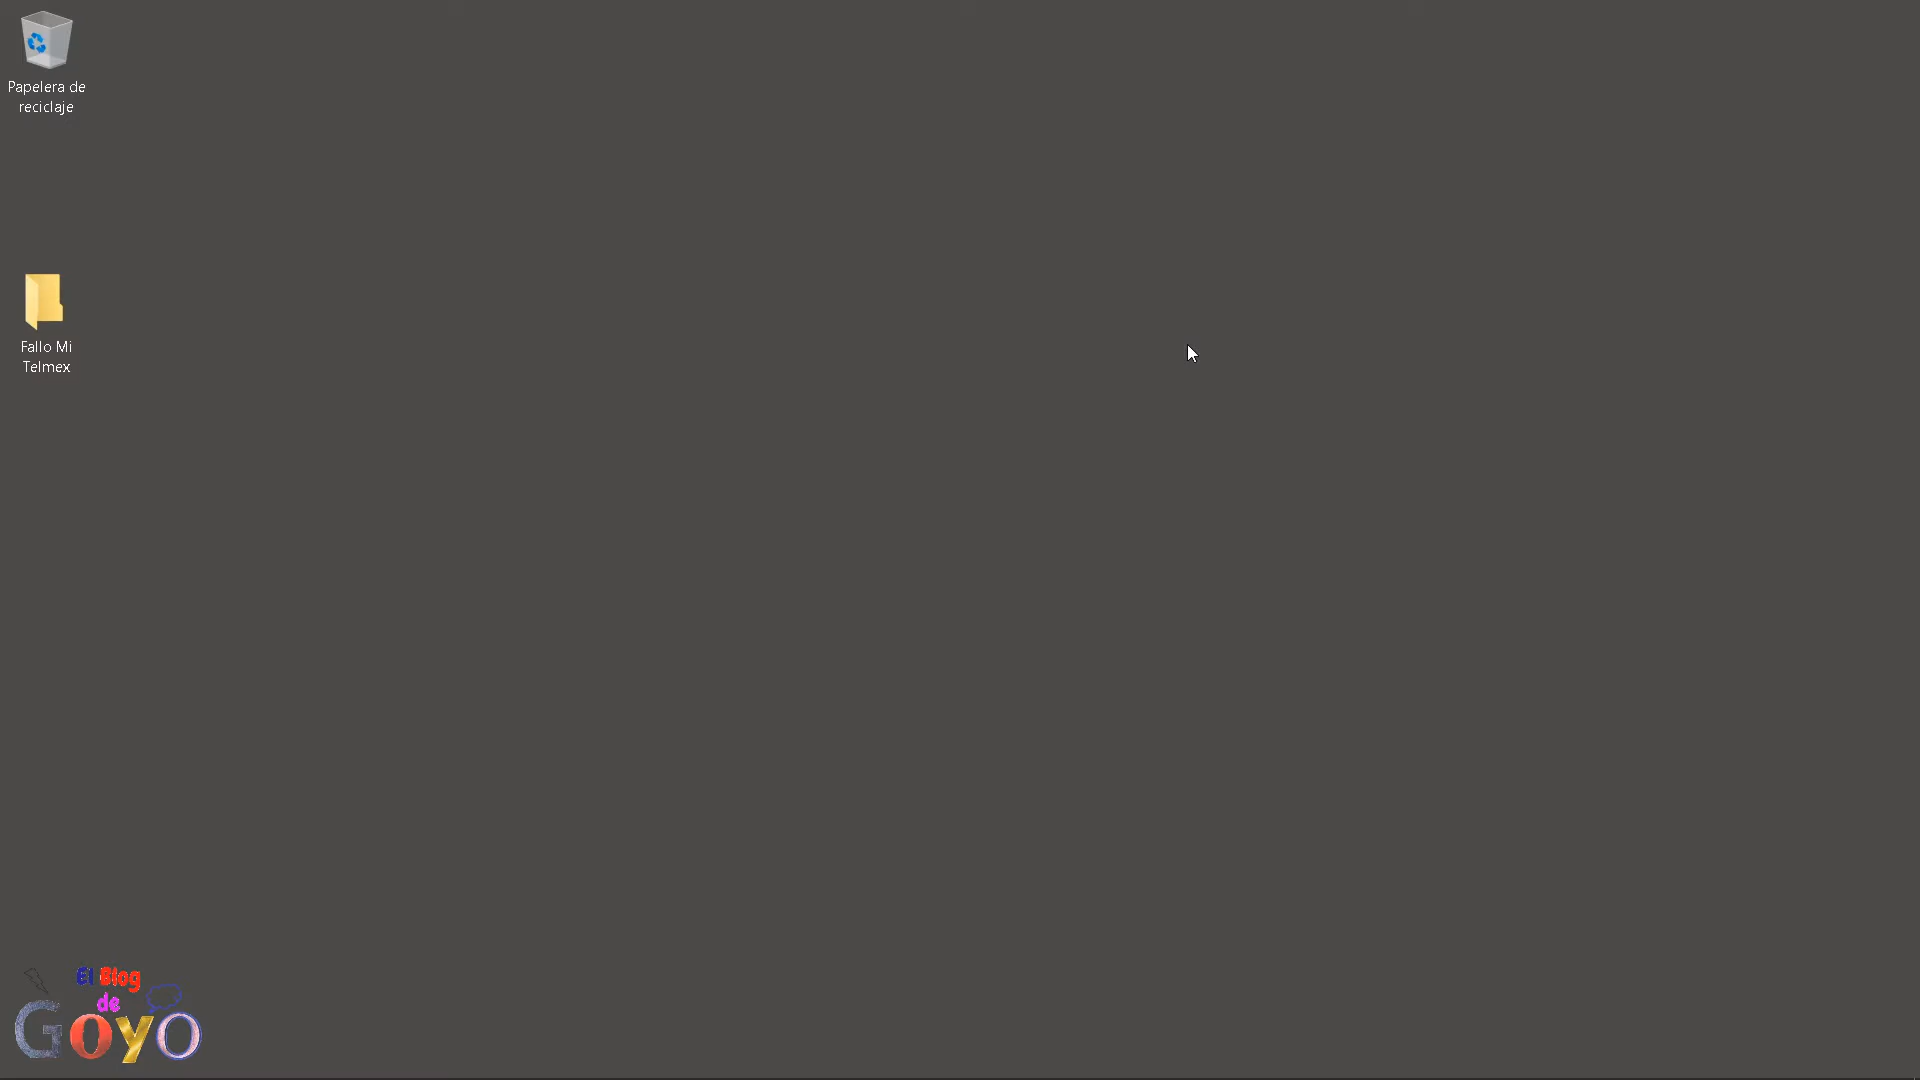 Papelera de
reciclaje
Fallo Mi
Telmex
El Blog
de
Goyo